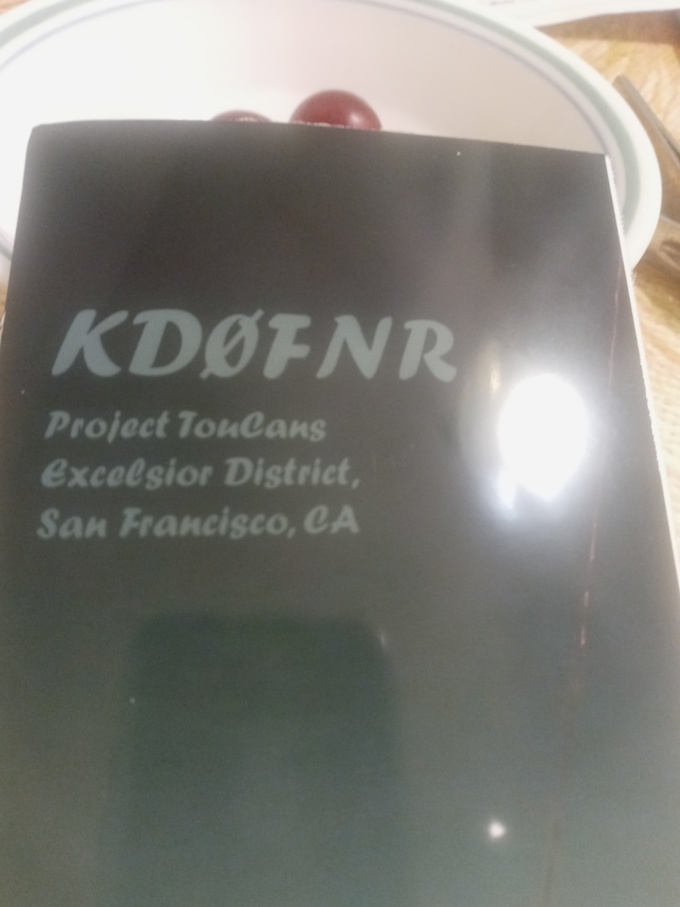 KDØFNR
Project TouCans
Excelsior District,
San Francisco, CA